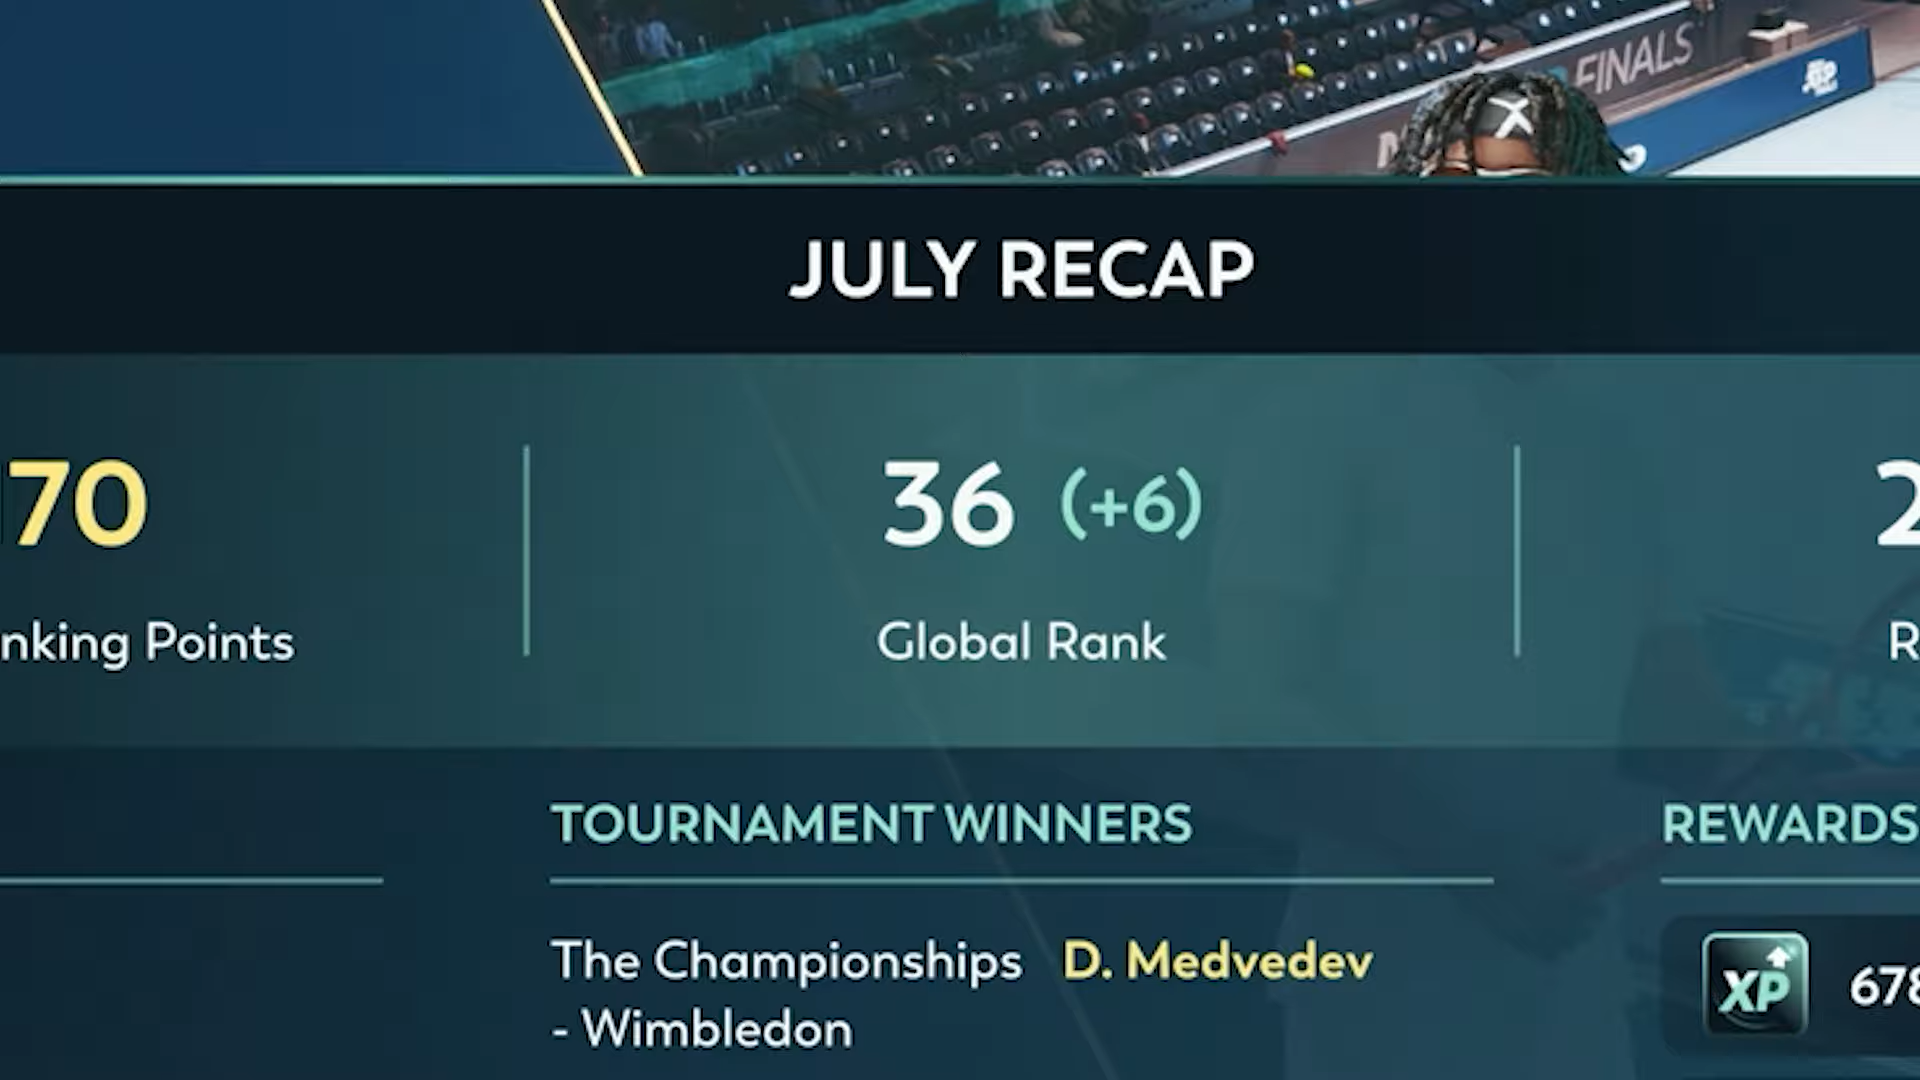 FINALS
JULY RECAP
70
36 (+6)
nking Points
Global Rank
TOURNAMENT WINNERS
REWARDS
The Championships D. Medvedev
- Wimbledon
XP
678